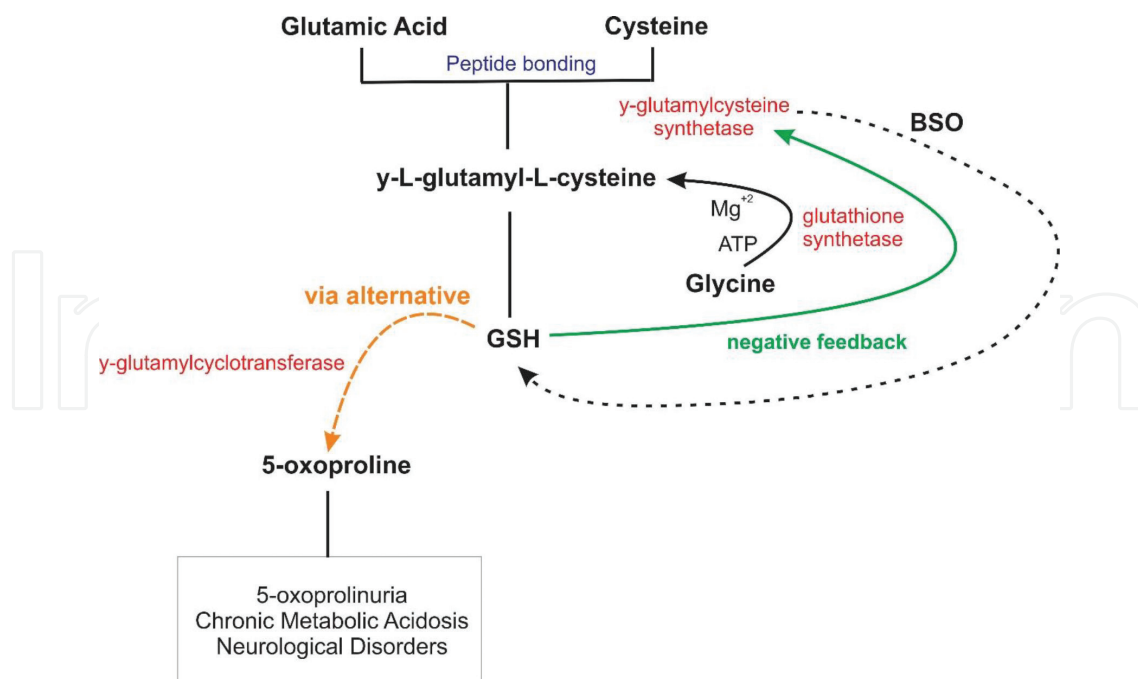 Glutamic Acid
Cysteine
Peptide bonding
y-glutamylcysteine
synthetase
BSO
y-L-glutamyl-L-cysteine
Mg+2
ATP
glutathione
synthetase
Glycine
via alternative
GSH
negative feedback
y-glutamylcyclotransferase
5-oxoproline
5-oxoprolinuria
Chronic Metabolic Acidosis
Neurological Disorders